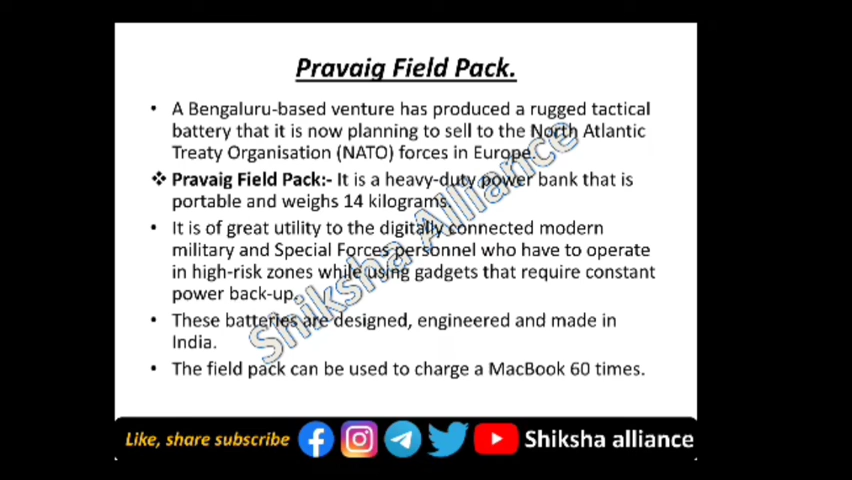 Pravaig Field Pack.
• A Bengaluru-based venture has produced a rugged tactical
battery that it is now planning to sell to the North Atlantic
Treaty Organisation (NATO) forces in Europe.
❖ Pravaig Field Pack:- It is a heavy-duty power bank that is
portable and weighs 14 kilograms.
• It is of great utility to the digitally connected modern
military and Special Forces personnel who have to operate
in high-risk zones while using gadgets that require constant
power back-up.
• These batteries are designed, engineered and made in
India.
• The field pack can be used to charge a MacBook 60 times.
Shiksha Alliance
Like, share subscribe
Shiksha alliance